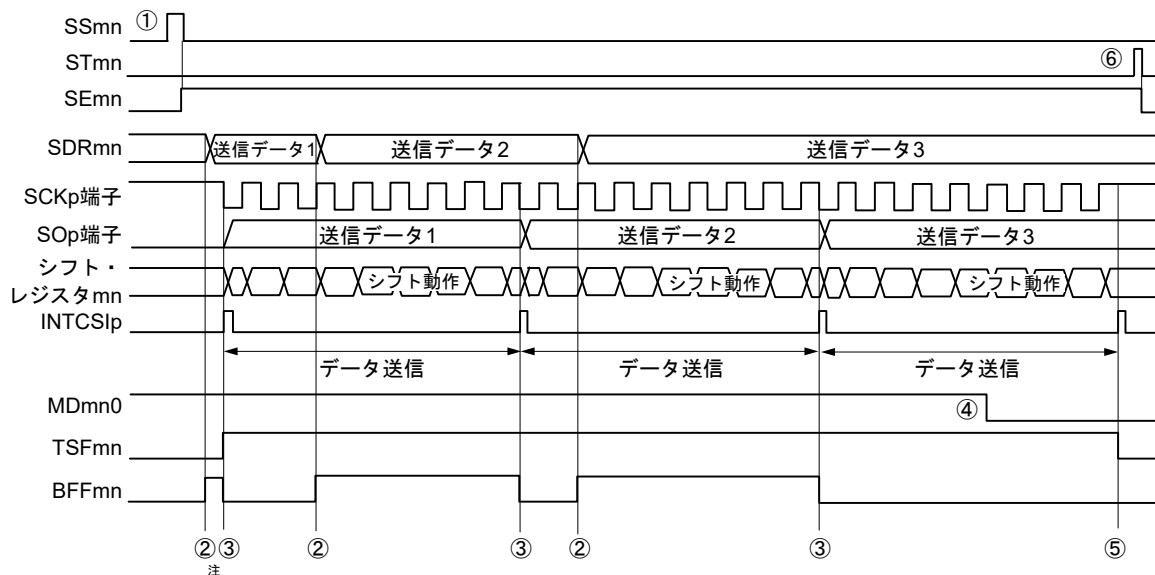 SSmn ①
STmn ⑥
SEmn
SDRmn 送信データ1 送信データ2 送信データ3
SCKp端子
SOp端子 送信データ1 送信データ2 送信データ3
シフト・
レジスタmn シフト動作 シフト動作 シフト動作
INTCSIp
データ送信 データ送信 データ送信
MDmn0 ④
TSFmn
BFFmn
② ③ ② ③ ② ③ ⑤
注